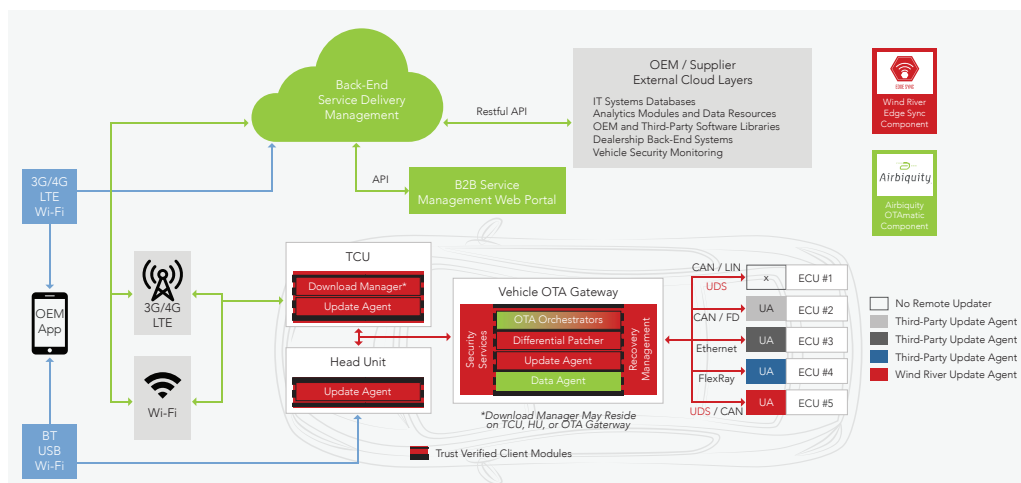 Back-End
Service Delivery
Management
Restful API
OEM / Supplier
External Cloud Layers
IT Systems Databases
Analytics Modules and Data Resources
OEM and Third-Party Software Libraries
Dealership Back-End Systems
Vehicle Security Monitoring
EDGE SYNC
Wind River
Edge Sync
Component
Airbiquity
Airbiquity
OTAmatic
Component
API
B2B Service
Management Web Portal
3G/4G
LTE
Wi-Fi
OEM
App
BT
USB
Wi-Fi
3G/4G
LTE
Wi-Fi
TCU
Download Manager*
Update Agent
Head Unit
Update Agent
Vehicle OTA Gateway
Security
Services
OTA Orchestrators
Differential Patcher
Update Agent
Data Agent
Recovery
Management
*Download Manager May Reside
on TCU, HU, or OTA Gaterway
Trust Verified Client Modules
CAN / LIN
UDS
x
ECU #1
CAN / FD
UA
ECU #2
Ethernet
UA
ECU #3
FlexRay
UA
ECU #4
UDS / CAN
UA
ECU #5
No Remote Updater
Third-Party Update Agent
Third-Party Update Agent
Third-Party Update Agent
Wind River Update Agent